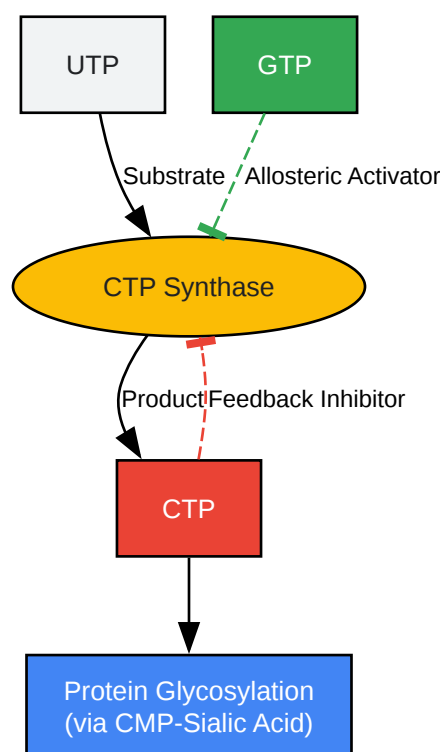 UTP
GTP
Substrate
Allosteric Activator
CTP Synthase
Product
Feedback Inhibitor
CTP
Protein Glycosylation
(via CMP-Sialic Acid)